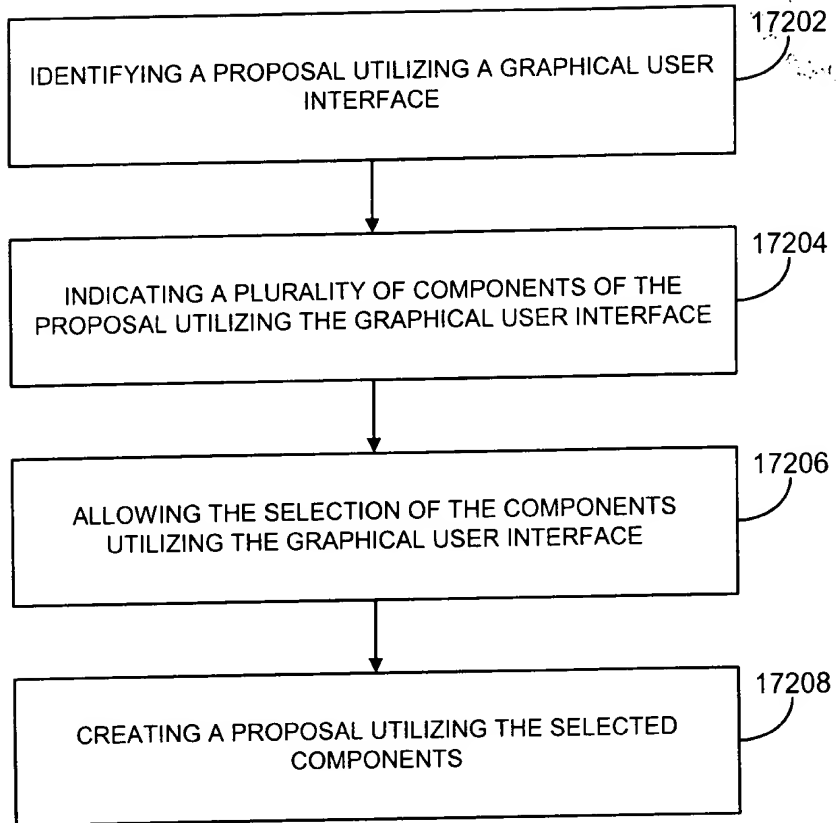 17202
IDENTIFYING A PROPOSAL UTILIZING A GRAPHICAL USER
INTERFACE
17204
INDICATING A PLURALITY OF COMPONENTS OF THE
PROPOSAL UTILIZING THE GRAPHICAL USER INTERFACE
17206
ALLOWING THE SELECTION OF THE COMPONENTS
UTILIZING THE GRAPHICAL USER INTERFACE
17208
CREATING A PROPOSAL UTILIZING THE SELECTED
COMPONENTS